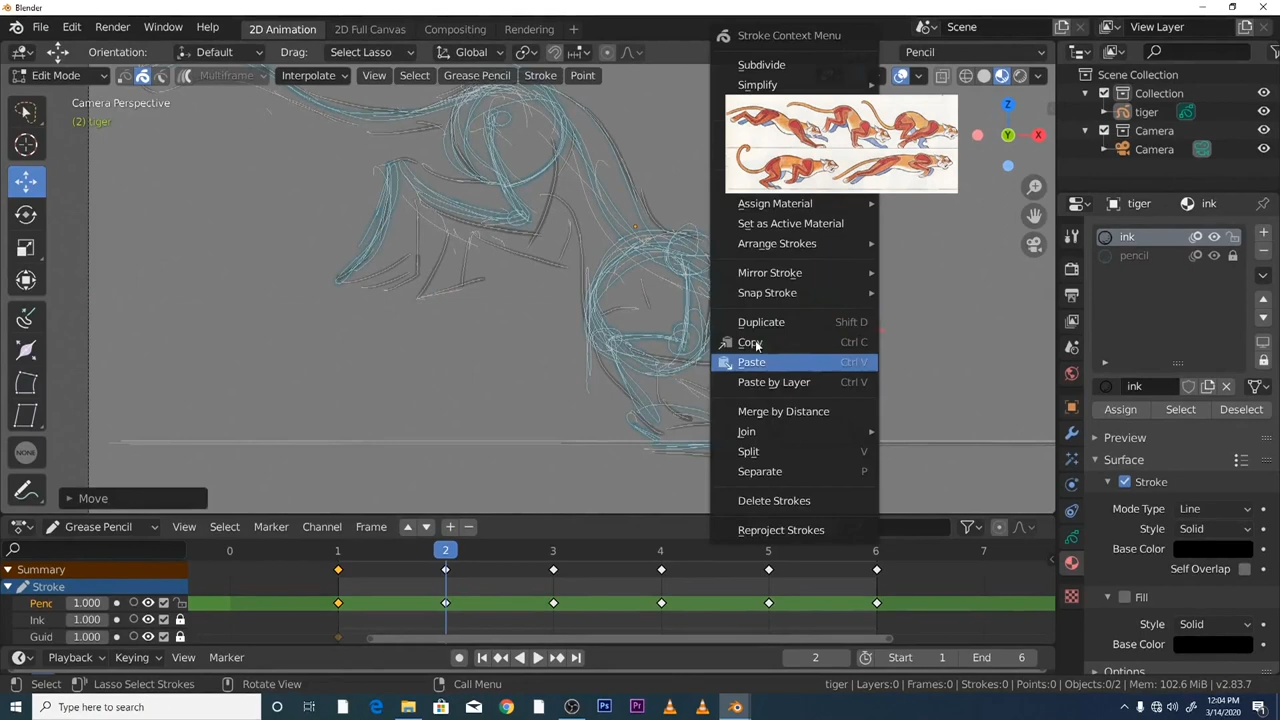 Blender
File Edit Render Window Help 2D Animation 2D Full Canvas Compositing Rendering + Scene View Layer
Orientation: Default Drag: Select Lasso Global Stroke Context Menu Pencil
Edit Mode Multiframe Interpolate View Select Grease Pencil Stroke Point Subdivide Scene Collection
Simplify Collection
Camera Perspective
(2) tiger
tiger
Camera
Camera
Z
Y X
Assign Material tiger ink
Set as Active Material ink
Arrange Strokes pencil
Mirror Stroke
Snap Stroke
Duplicate Shift D
Copy Ctrl C
Paste Ctrl V
Paste by Layer Ctrl V ink
Merge by Distance Assign Select Deselect
Join Preview
Split V Surface
Separate P Stroke
NONE
Move
Delete Strokes
Mode Type Line
Reproject Strokes Style Solid
Grease Pencil View Select Marker Channel Frame
Base Color
0 1 2 3 4 5 6 7
Summary Self Overlap
Stroke
Penc 1.000 Fill
Ink 1.000 Style Solid
Guid 1.000 Base Color
Playback Keying View Marker 2 Start 1 End 6 Options
Select Lasso Strokes Rotate View Call Menu tiger | Layers:0 | Frames:0 | Strokes:0 | Points:0 | Objects:0/2 | Mem: 102.6 MiB | v2.83.7
Type here to search 12:04 PM
3/14/2020